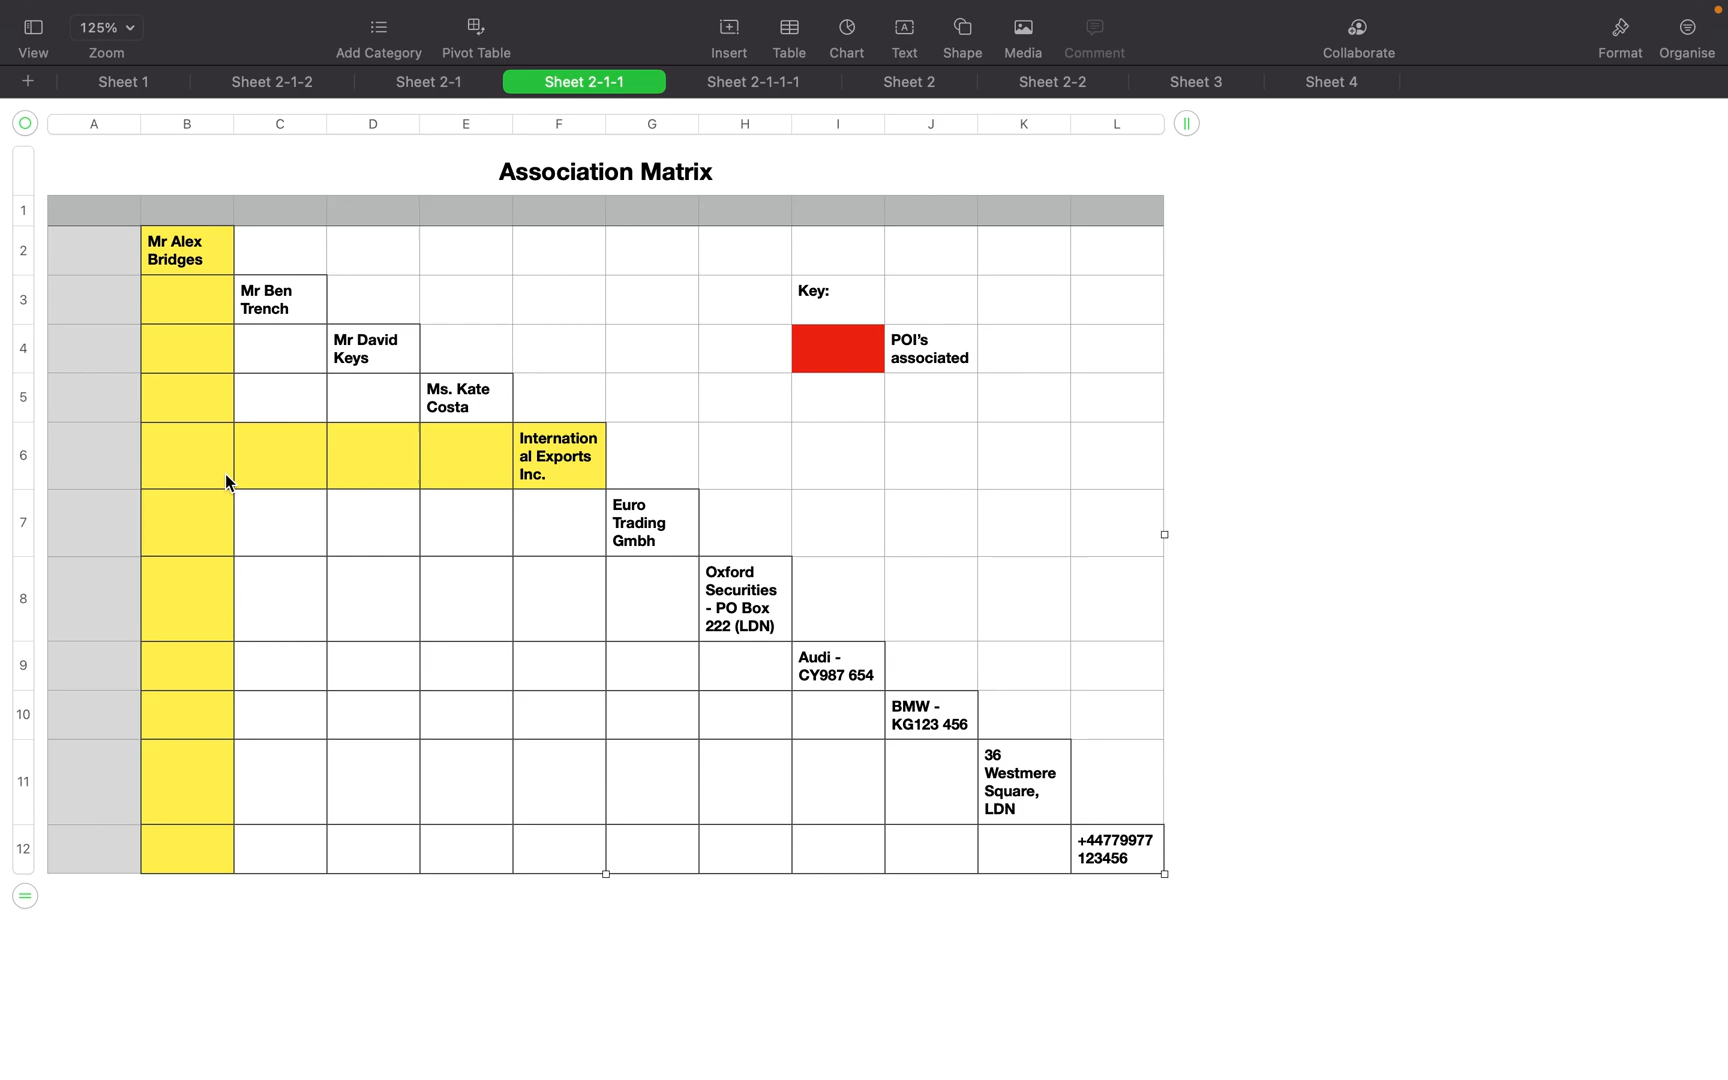 125%
View
Zoom
Add Category
Pivot Table
Insert
Table
Chart
Text
Shape
Media
Comment
Collaborate
Format
Organise
+
Sheet 1
Sheet 2-1-2
Sheet 2-1
Sheet 2-1-1
Sheet 2-1-1-1
Sheet 2
Sheet 2-2
Sheet 3
Sheet 4
A B C D E F G H I J K L
Association Matrix
1
2
Mr Alex
Bridges
3
Mr Ben
Trench
Key:
4
Mr David
Keys
POI’s
associated
5
Ms. Kate
Costa
6
Internation
al Exports
Inc.
7
Euro
Trading
Gmbh
8
Oxford
Securities
- PO Box
222 (LDN)
9
Audi -
CY987 654
10
BMW -
KG123 456
11
36
Westmere
Square,
LDN
12
+44779977
123456